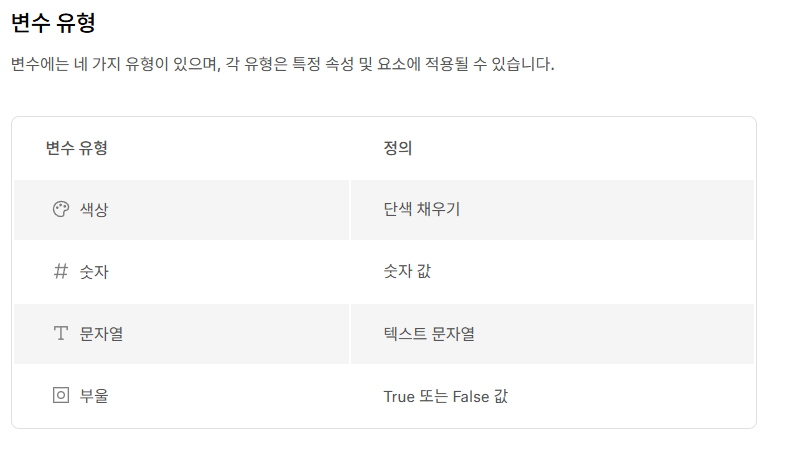 변수 유형
변수에는 네 가지 유형이 있으며, 각 유형은 특정 속성 및 요소에 적용될 수 있습니다.
변수 유형 정의
색상 단색 채우기
숫자 숫자 값
문자열 텍스트 문자열
부울 True 또는 False 값